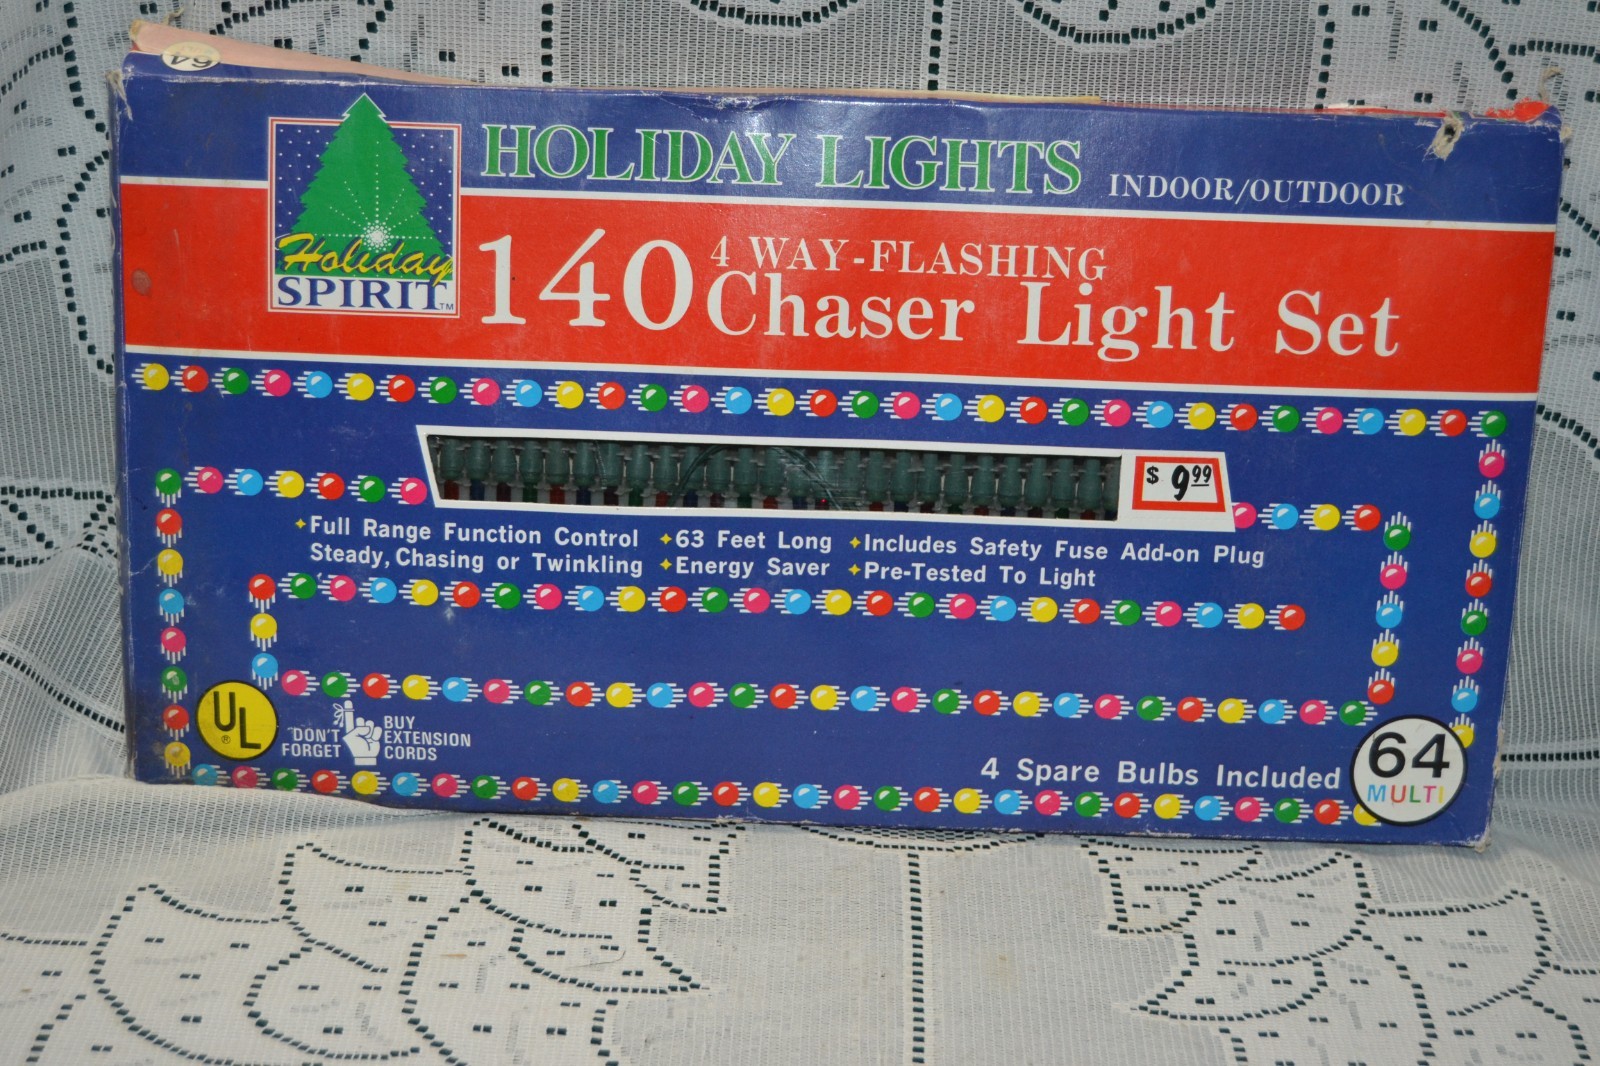 64
HOLIDAY LIGHTS INDOOR/OUTDOOR
Holiday
SPIRIT™
140 4 WAY-FLASHING
Chaser Light Set
$ 9.99
✦Full Range Function Control ✦63 Feet Long ✦Includes Safety Fuse Add-on Plug
Steady, Chasing or Twinkling ✦Energy Saver ✦Pre-Tested To Light
UL®
"DON'T
FORGET
BUY
EXTENSION
CORDS
4 Spare Bulbs Included
64
MULTI